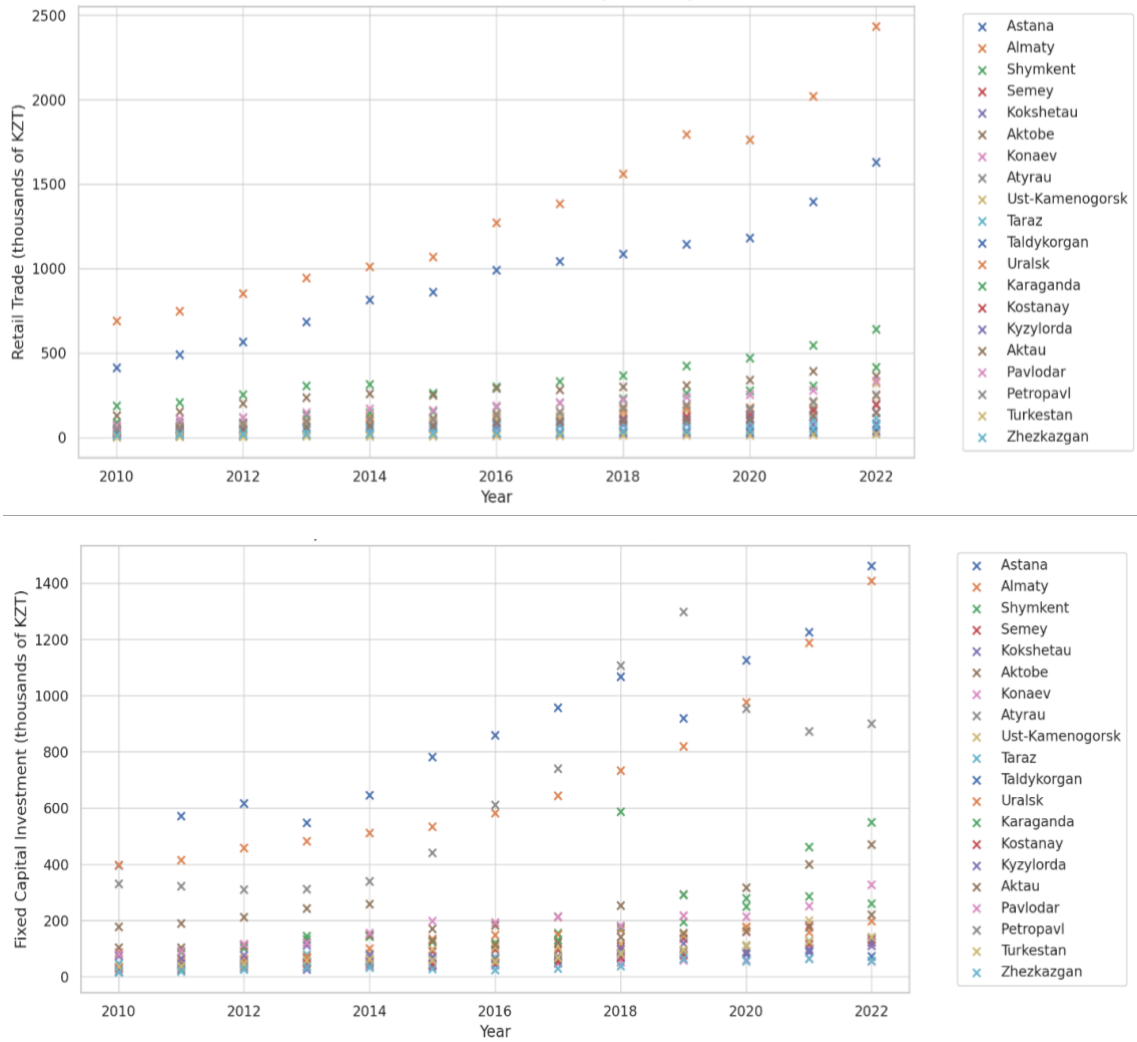 2500
2000
1500
1000
500
0
Retail Trade (thousands of KZT)
2010 2012 2014 2016 2018 2020 2022
Year
Astana
Almaty
Shymkent
Semey
Kokshetau
Aktobe
Konaev
Atyrau
Ust-Kamenogorsk
Taraz
Taldykorgan
Uralsk
Karaganda
Kostanay
Kyzylorda
Aktau
Pavlodar
Petropavl
Turkestan
Zhezkazgan
1400
1200
1000
800
600
400
200
0
Fixed Capital Investment (thousands of KZT)
2010 2012 2014 2016 2018 2020 2022
Year
Astana
Almaty
Shymkent
Semey
Kokshetau
Aktobe
Konaev
Atyrau
Ust-Kamenogorsk
Taraz
Taldykorgan
Uralsk
Karaganda
Kostanay
Kyzylorda
Aktau
Pavlodar
Petropavl
Turkestan
Zhezkazgan